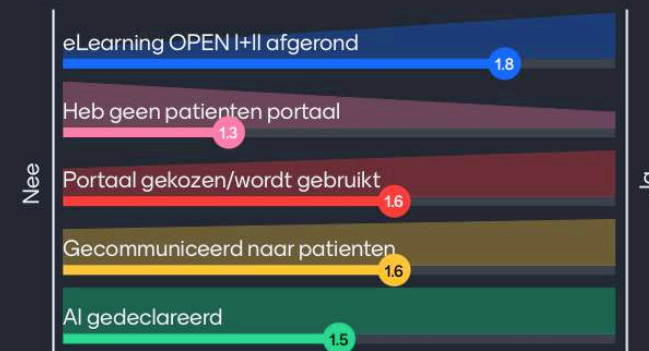 eLearning OPEN I+II afgerond
1.8
Heb geen patienten portaal
1.3
Nee
Portaal gekozen/wordt gebruikt
1.6
Gecommuniceerd naar patienten
1.6
Al gedeclareerd
1.5